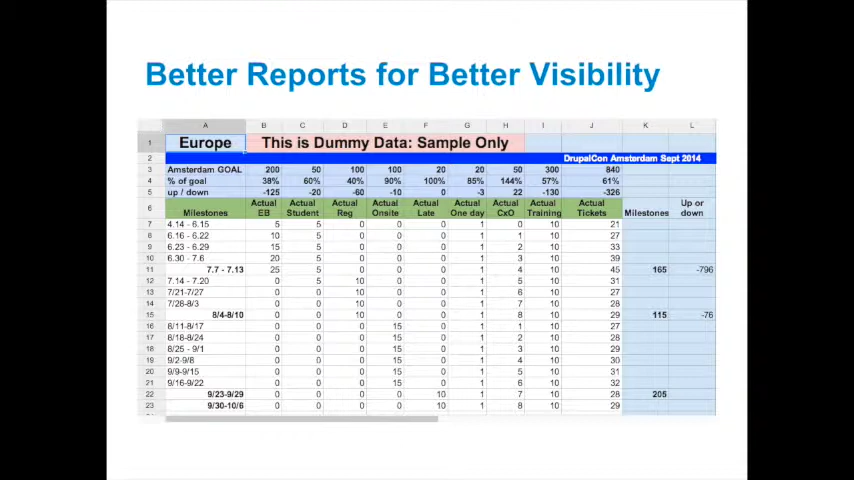 Better Reports for Better Visibility
A B C D E F G H I J K L
1 Europe This is Dummy Data: Sample Only
2 DrupalCon Amsterdam Sept 2014
3 Amsterdam GOAL 200 50 100 100 20 20 50 300 840
4 % of goal 38% 60% 40% 90% 100% 85% 144% 57% 61%
5 up / down -125 -20 -60 -10 0 -3 22 -130 -326
6 Milestones Actual EB Actual Student Actual Reg Actual Onsite Actual Late Actual One day Actual CxO Actual Training Actual Tickets Milestones Up or down
7 4.14 - 6.15 5 5 0 0 0 1 0 10 21
8 6.16 - 6.22 10 5 0 0 0 1 1 10 27
9 6.23 - 6.29 15 5 0 0 0 1 2 10 33
10 6.30 - 7.6 20 5 0 0 0 1 3 10 39
11 7.7 - 7.13 25 5 0 0 0 1 4 10 45 165 -796
12 7.14 - 7.20 0 5 10 0 0 1 5 10 31
13 7/21-7/27 0 0 10 0 0 1 6 10 27
14 7/28-8/3 0 0 10 0 0 1 7 10 28
15 8/4-8/10 0 0 10 0 0 1 8 10 29 115 -76
16 8/11-8/17 0 0 0 15 0 1 1 10 27
17 8/18-8/24 0 0 0 15 0 1 2 10 28
18 8/25 - 9/1 0 0 0 15 0 1 3 10 29
19 9/2-9/8 0 0 0 15 0 1 4 10 30
20 9/9-9/15 0 0 0 15 0 1 5 10 31
21 9/16-9/22 0 0 0 15 0 1 6 10 32
22 9/23-9/29 0 0 0 0 10 1 7 10 28 205
23 9/30-10/6 0 0 0 0 10 1 8 10 29